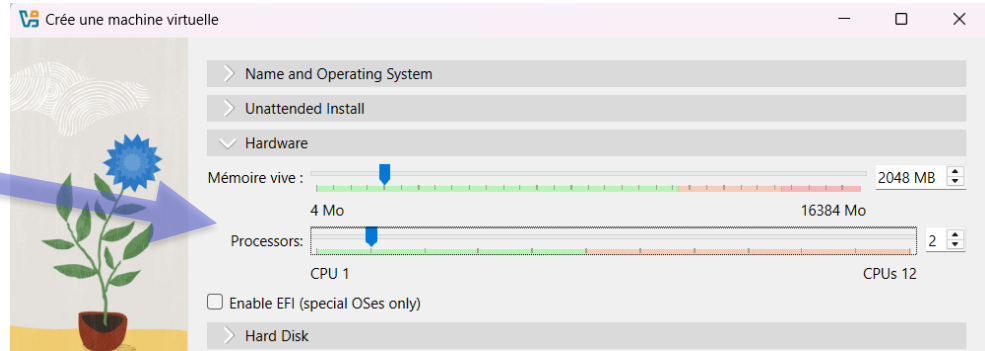 Crée une machine virtuelle
Name and Operating System
Unattended Install
Hardware
Mémoire vive : 2048 MB
4 Mo 16384 Mo
Processors: 2
CPU 1 CPUs 12
Enable EFI (special OSes only)
Hard Disk